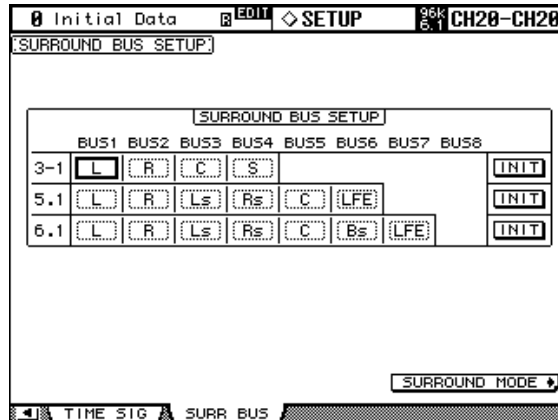 0 Initial Data R EDIT ◇ SETUP 96k 6.1 CH20-CH20
SURROUND BUS SETUP
SURROUND BUS SETUP
BUS1 BUS2 BUS3 BUS4 BUS5 BUS6 BUS7 BUS8
3-1 L R C S INIT
5.1 L R Ls Rs C LFE INIT
6.1 L R Ls Rs C Bs LFE INIT
SURROUND MODE
TIME SIG SURR BUS